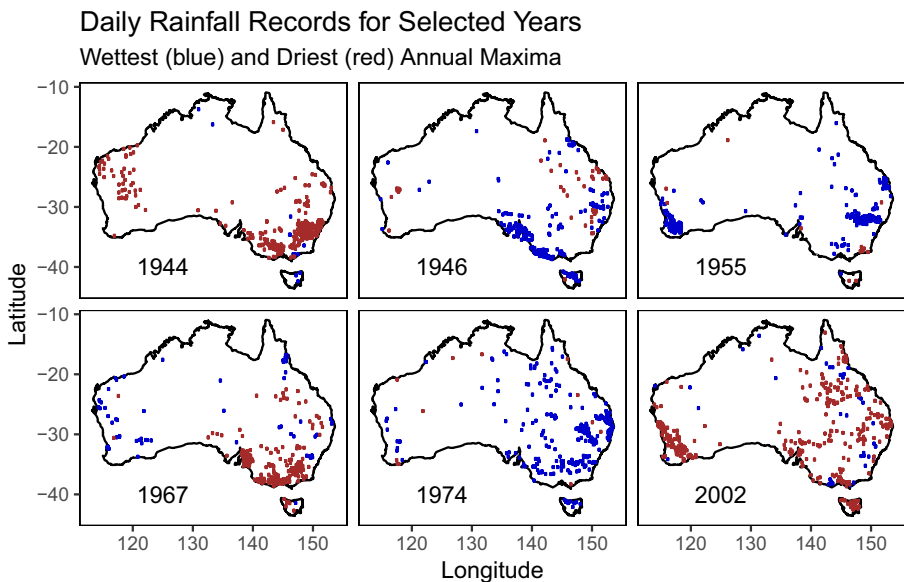 Daily Rainfall Records for Selected Years
Wettest (blue) and Driest (red) Annual Maxima
−10
−20
−30
−40
1944
1946
1955
−10
−20
−30
−40
1967
1974
2002
120 130 140 150 120 130 140 150 120 130 140 150
Latitude
Longitude